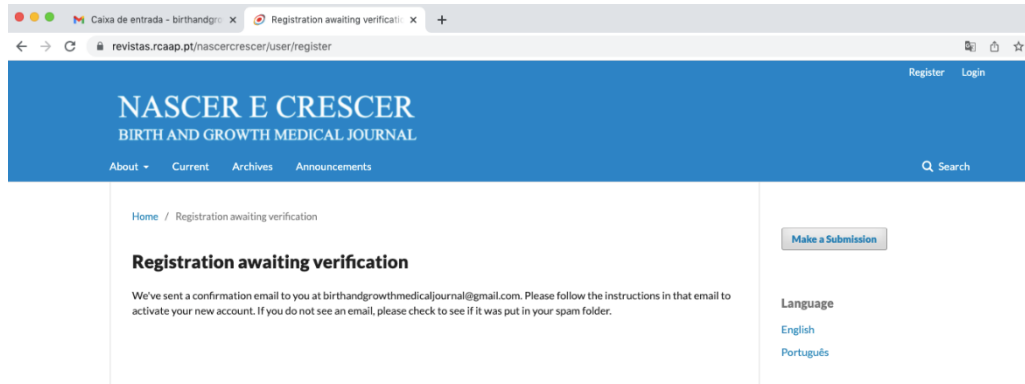 Caixa de entrada - birthandgro
Registration awaiting verificatio
revistas.rcaap.pt/nascercrescer/user/register
Register Login
NASCER E CRESCER
BIRTH AND GROWTH MEDICAL JOURNAL
About Current Archives Announcements
Search
Home / Registration awaiting verification
Registration awaiting verification
We've sent a confirmation email to you at birthandgrowthmedicaljournal@gmail.com. Please follow the instructions in that email to
activate your new account. If you do not see an email, please check to see if it was put in your spam folder.
Make a Submission
Language
English
Português